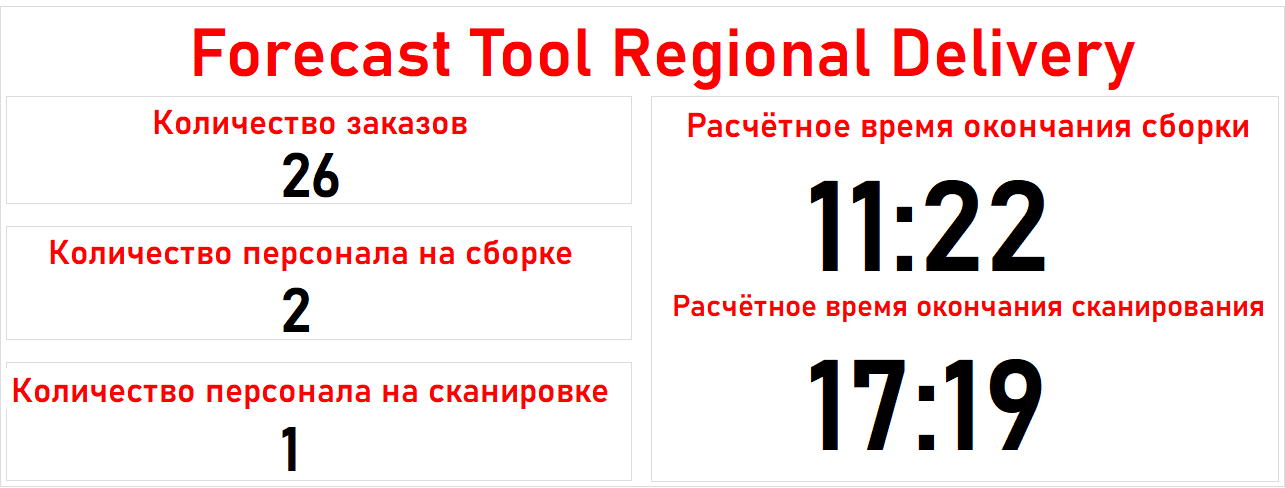 Forecast Tool Regional Delivery
Количество заказов
26
Количество персонала на сборке
2
Количество персонала на сканировке
1
Расчётное время окончания сборки
11:22
Расчётное время окончания сканирования
17:19